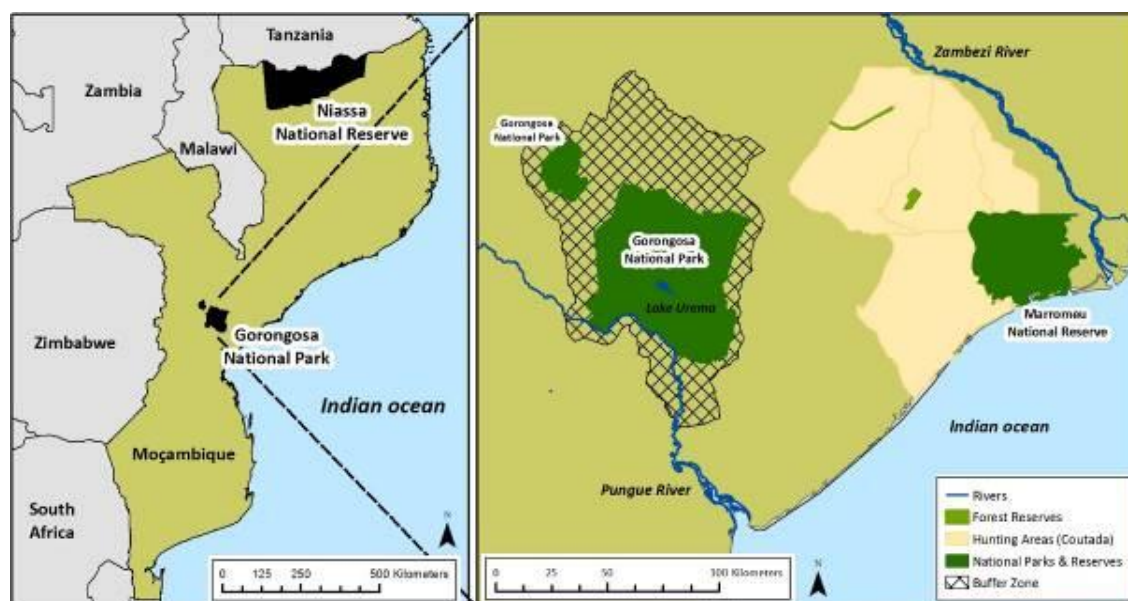 Tanzania
Zambia
Niassa
National Reserve
Malawi
Zimbabwe
Gorongosa
National Park
Indian ocean
Moçambique
South
Africa
N
0 125 250 500 Kilometers
Zambezi River
Gorongosa
National Park
Gorongosa
National Park
Lake Urema
Marromeu
National Reserve
Indian ocean
Pungue River
Rivers
Forest Reserves
Hunting Areas (Coutada)
National Parks & Reserves
Buffer Zone
0 25 50 100 Kilometers
N